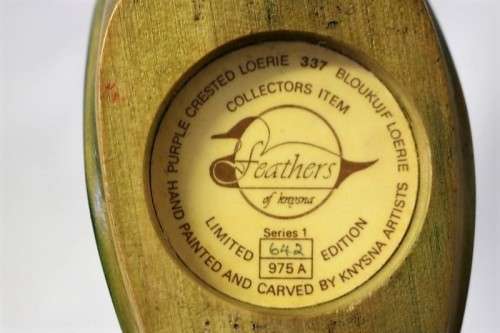 PURPLE CRESTED LOERIE 337 BLOUKUIF LOERIE
COLLECTORS ITEM
feathers
of knysna
LIMITED EDITION
Series 1
642
975 A
HAND PAINTED AND CARVED BY KNYSNA ARTISTS